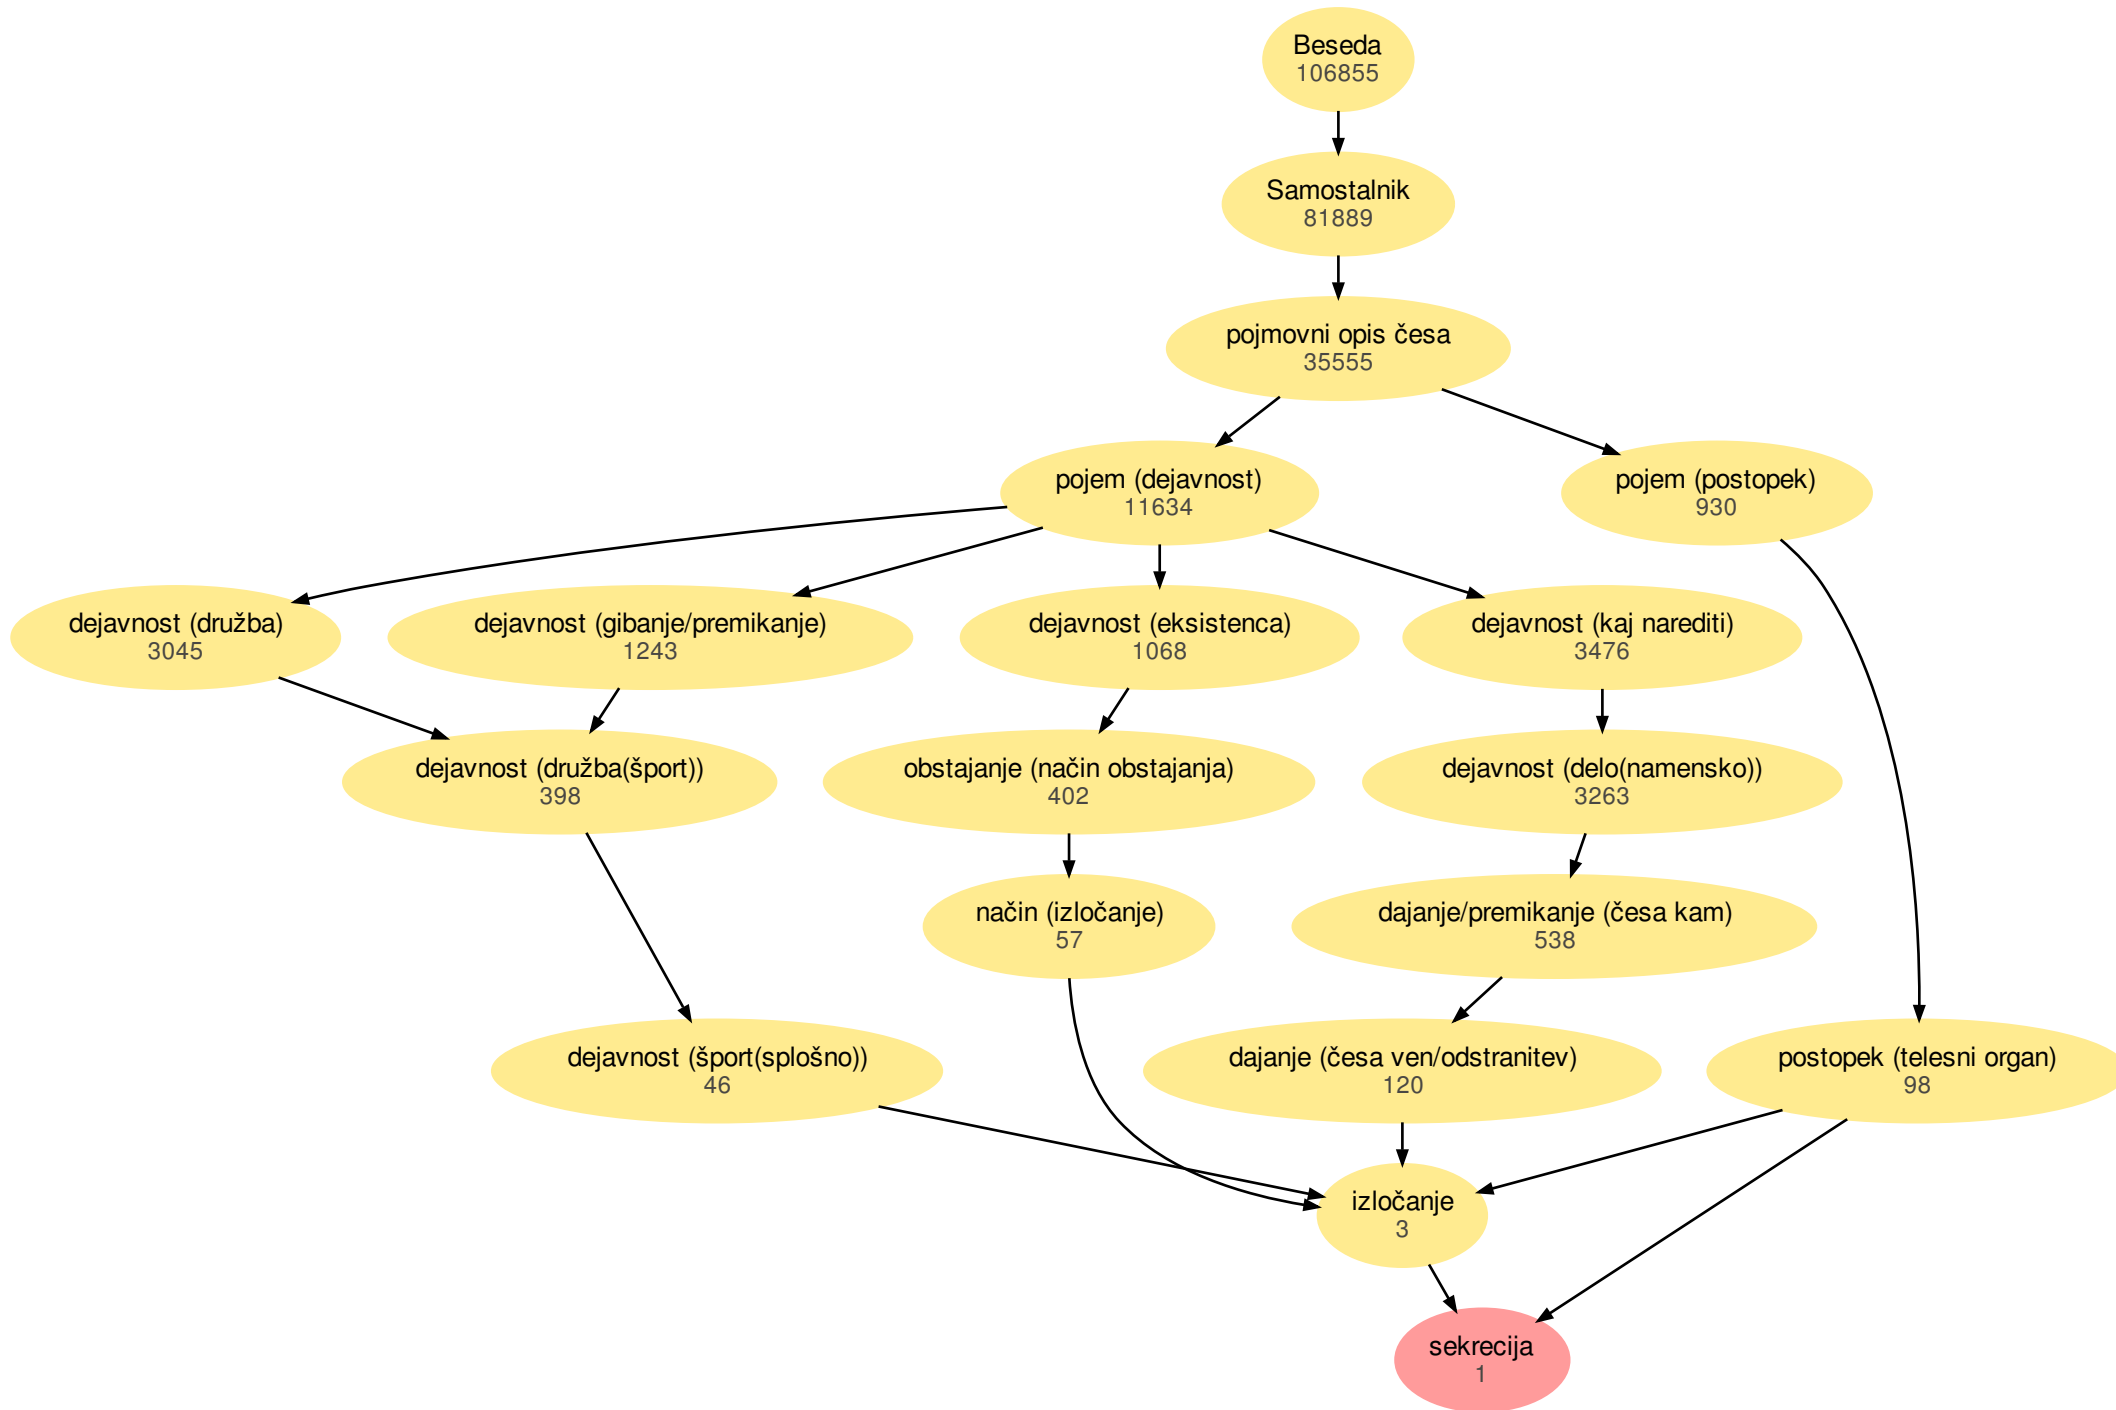 Beseda
106855
Samostalnik
81889
pojmovni opis česa
35555
pojem (dejavnost)
11634
pojem (postopek)
930
dejavnost (družba)
3045
dejavnost (gibanje/premikanje)
1243
dejavnost (eksistenca)
1068
dejavnost (kaj narediti)
3476
dejavnost (družba(šport))
398
obstajanje (način obstajanja)
402
dejavnost (delo(namensko))
3263
način (izločanje)
57
dajanje/premikanje (česa kam)
538
dejavnost (šport(splošno))
46
dajanje (česa ven/odstranitev)
120
postopek (telesni organ)
98
izločanje
3
sekrecija
1